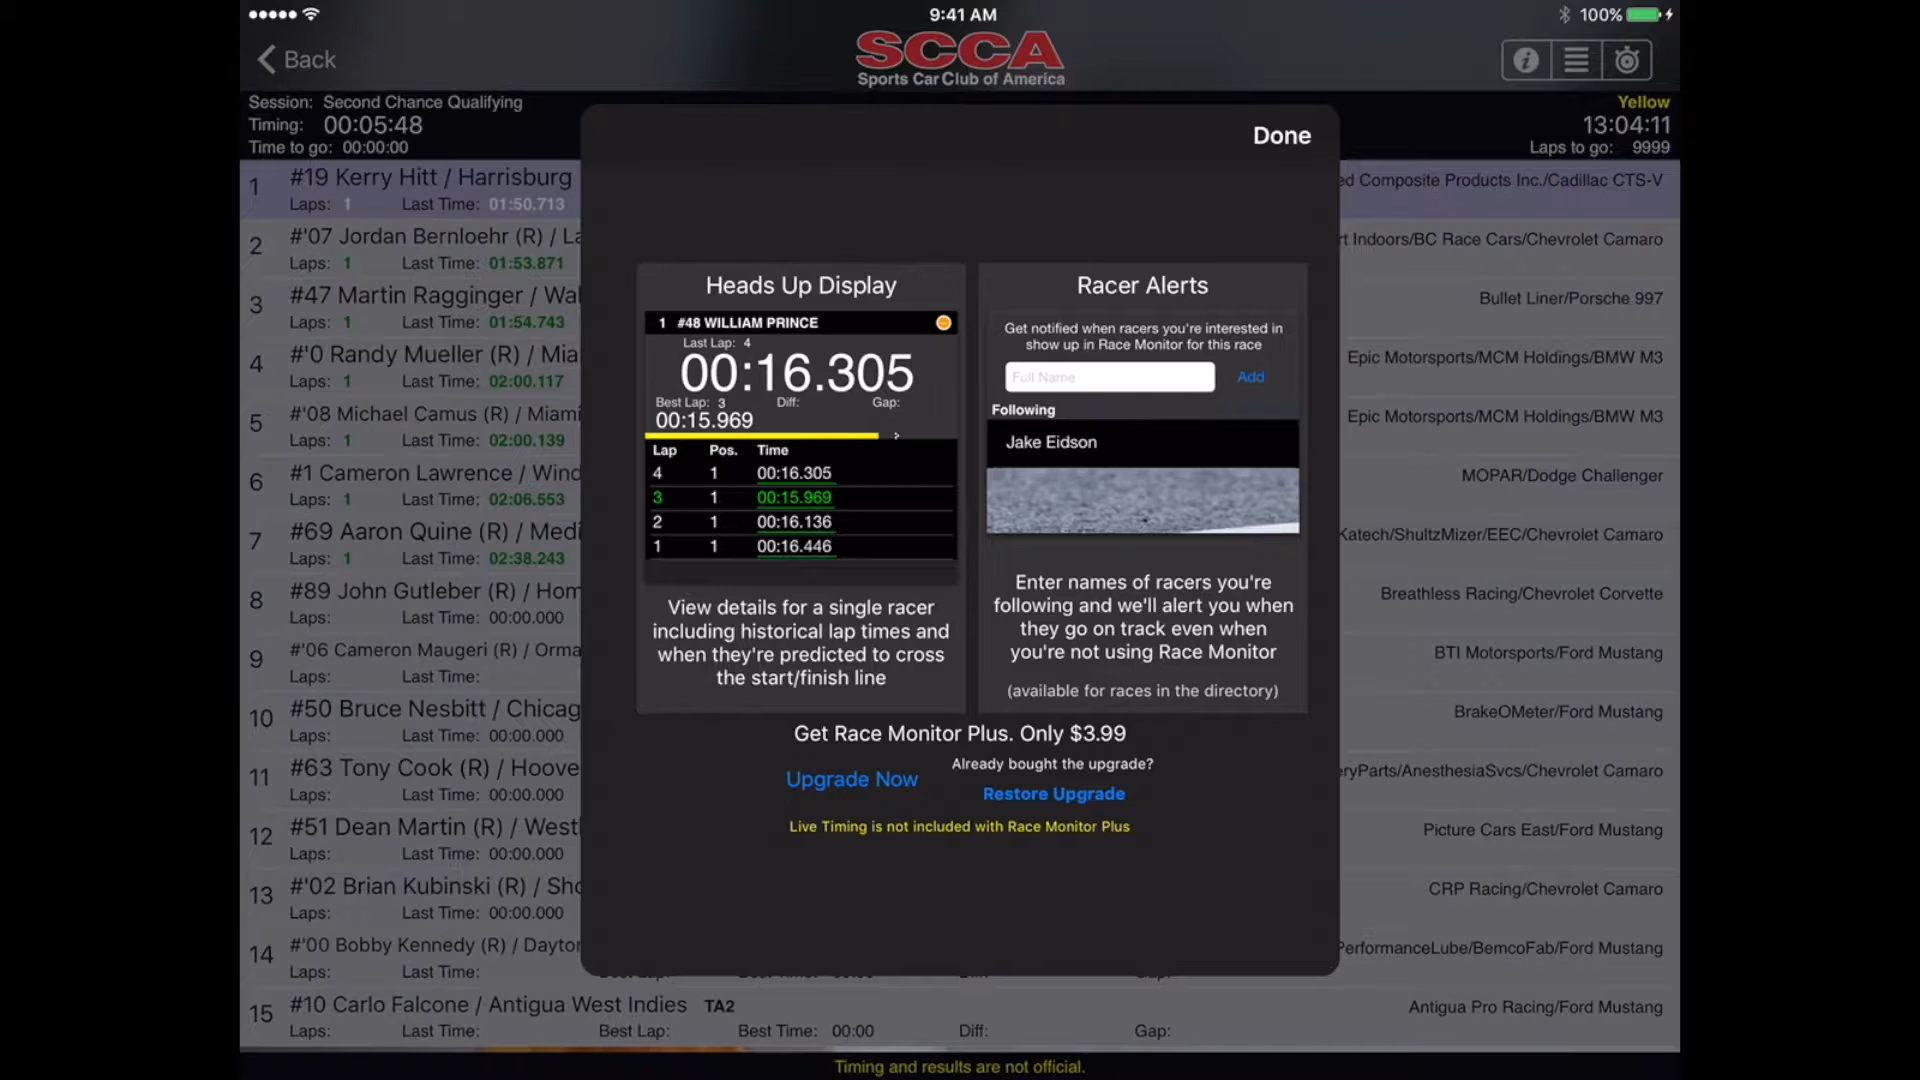 9:41 AM
100%
Back
SCCA
Sports Car Club of America
Session: Second Chance Qualifying
Yellow
Timing: 00:05:48
13:04:11
Time to go: 00:00:00
Laps to go: 9999
Done
1 #19 Kerry Hitt / Harrisburg
Composite Products Inc./Cadillac CTS-V
Laps: 1 Last Time: 01:50.713
2 #'07 Jordan Bernloehr (R) /
Indoors/BC Race Cars/Chevrolet Camaro
Laps: 1 Last Time: 01:53.871
3 #47 Martin Ragginger /
Bullet Liner/Porsche 997
Laps: 1 Last Time: 01:54.743
4 #'0 Randy Mueller (R) /
Epic Motorsports/MCM Holdings/BMW M3
Laps: 1 Last Time: 02:00.117
5 #'08 Michael Camus (R) / Miami
Epic Motorsports/MCM Holdings/BMW M3
Laps: 1 Last Time: 02:00.139
6 #1 Cameron Lawrence / Wind
MOPAR/Dodge Challenger
Laps: 1 Last Time: 02:06.553
7 #69 Aaron Quine (R) / Medi
Katech/ShultzMizer/EEC/Chevrolet Camaro
Laps: 1 Last Time: 02:38.243
8 #89 John Gutleber (R) / Hom
Breathless Racing/Chevrolet Corvette
Laps: Last Time: 00:00.000
9 #'06 Cameron Maugeri (R) / Orma
BTI Motorsports/Ford Mustang
Laps: Last Time:
10 #50 Bruce Nesbitt / Chicag
BrakeOMeter/Ford Mustang
Laps: Last Time: 00:00.000
11 #63 Tony Cook (R) / Hoove
eryParts/AnesthesiaSvcs/Chevrolet Camaro
Laps: Last Time: 00:00.000
12 #51 Dean Martin (R) / Westl
Picture Cars East/Ford Mustang
Laps: Last Time: 00:00.000
13 #'02 Brian Kubinski (R) / Sho
CRP Racing/Chevrolet Camaro
Laps: Last Time: 00:00.000
14 #'00 Bobby Kennedy (R) / Dayton
PerformanceLube/BemcoFab/Ford Mustang
Laps: Last Time:
15 #10 Carlo Falcone / Antigua West Indies TA2
Antigua Pro Racing/Ford Mustang
Laps: Last Time: Best Lap: Best Time: 00:00 Diff: Gap:
Heads Up Display
1 #48 WILLIAM PRINCE
Last Lap: 4
00:16.305
Best Lap: 3 Diff: Gap:
00:15.969
Lap Pos. Time
4 1 00:16.305
3 1 00:15.969
2 1 00:16.136
1 1 00:16.446
View details for a single racer
including historical lap times and
when they're predicted to cross
the start/finish line
Racer Alerts
Get notified when racers you're interested in
show up in Race Monitor for this race
Full Name
Add
Following
Jake Eidson
Enter names of racers you're
following and we'll alert you when
they go on track even when
you're not using Race Monitor
(available for races in the directory)
Get Race Monitor Plus. Only $3.99
Upgrade Now
Already bought the upgrade?
Restore Upgrade
Live Timing is not included with Race Monitor Plus
Timing and results are not official.